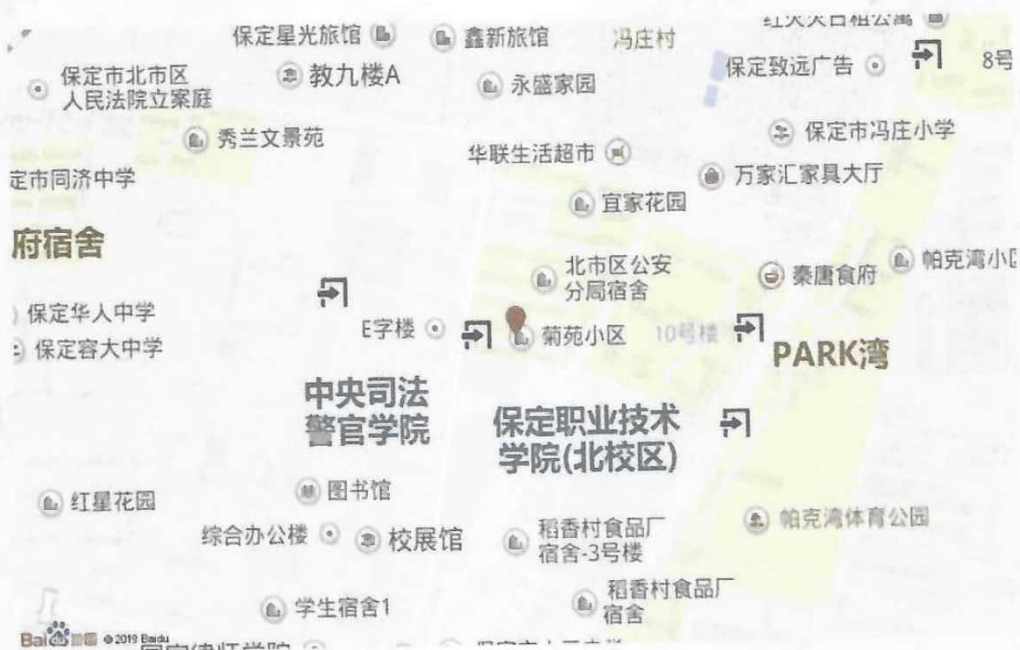 红火火日租公寓
保定星光旅馆
鑫新旅馆
冯庄村
8号
保定致远广告
保定市北市区
人民法院立案庭
教九楼A
永盛家园
保定市冯庄小学
秀兰文景苑
华联生活超市
定市同济中学
万家汇家具大厅
宜家花园
府宿舍
北市区公安
分局宿舍
秦唐食府
帕克湾小区
保定华人中学
E字楼
菊苑小区
10号楼
保定容大中学
PARK湾
中央司法
警官学院
保定职业技术
学院(北校区)
红星花园
图书馆
帕克湾体育公园
综合办公楼
校展馆
稻香村食品厂
宿舍-3号楼
学生宿舍1
稻香村食品厂
宿舍
Bai 地图 © 2019 Baidu